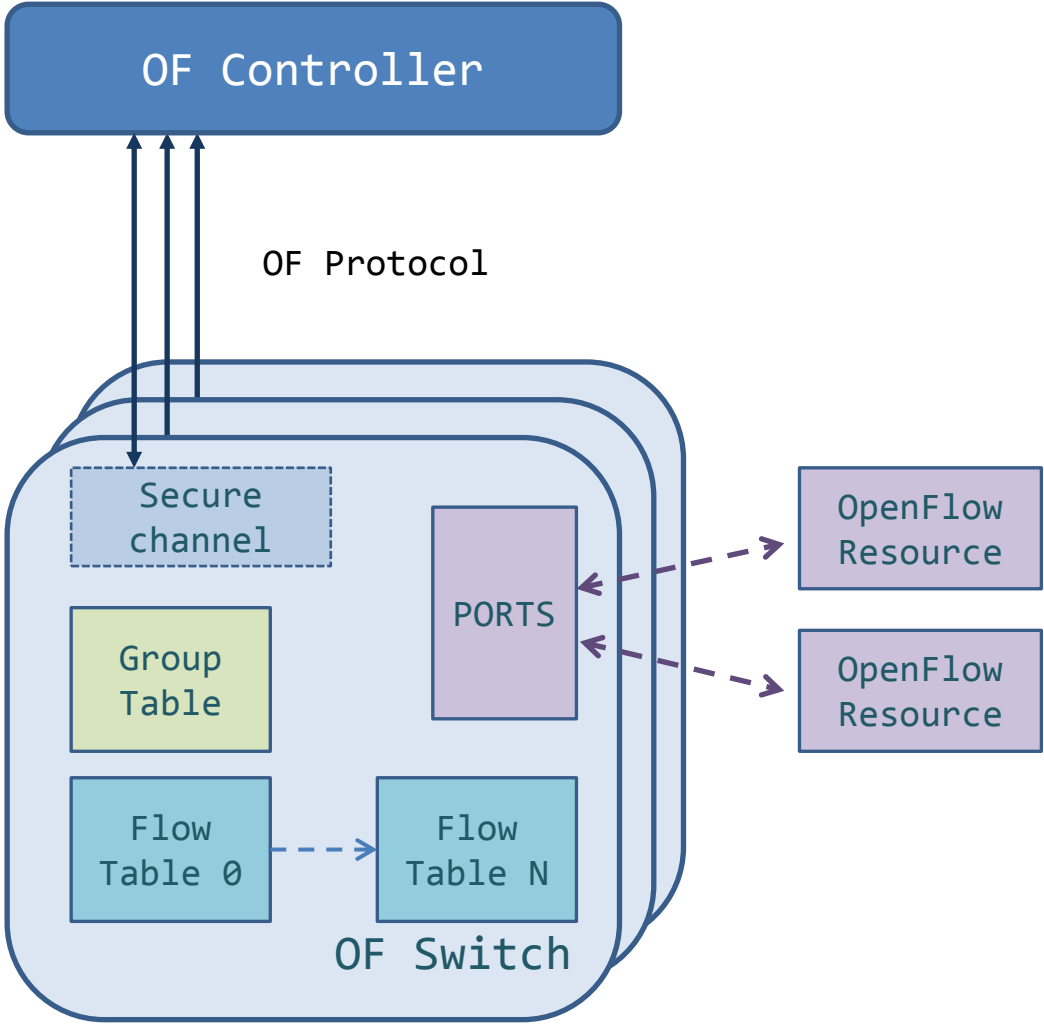 OF Controller
OF Protocol
Secure
channel
PORTS
OpenFlow
Resource
Group
Table
OpenFlow
Resource
Flow
Table 0
Flow
Table N
OF Switch